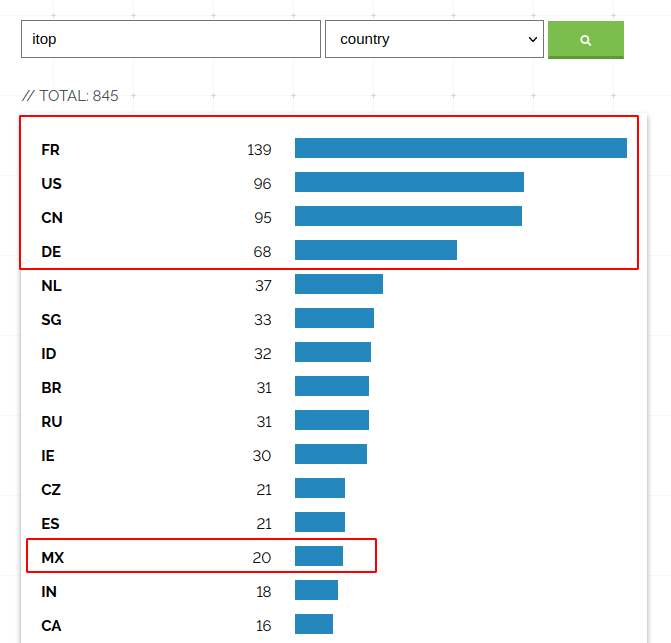 itop country
// TOTAL: 845
FR 139
US 96
CN 95
DE 68
NL 37
SG 33
ID 32
BR 31
RU 31
IE 30
CZ 21
ES 21
MX 20
IN 18
CA 16